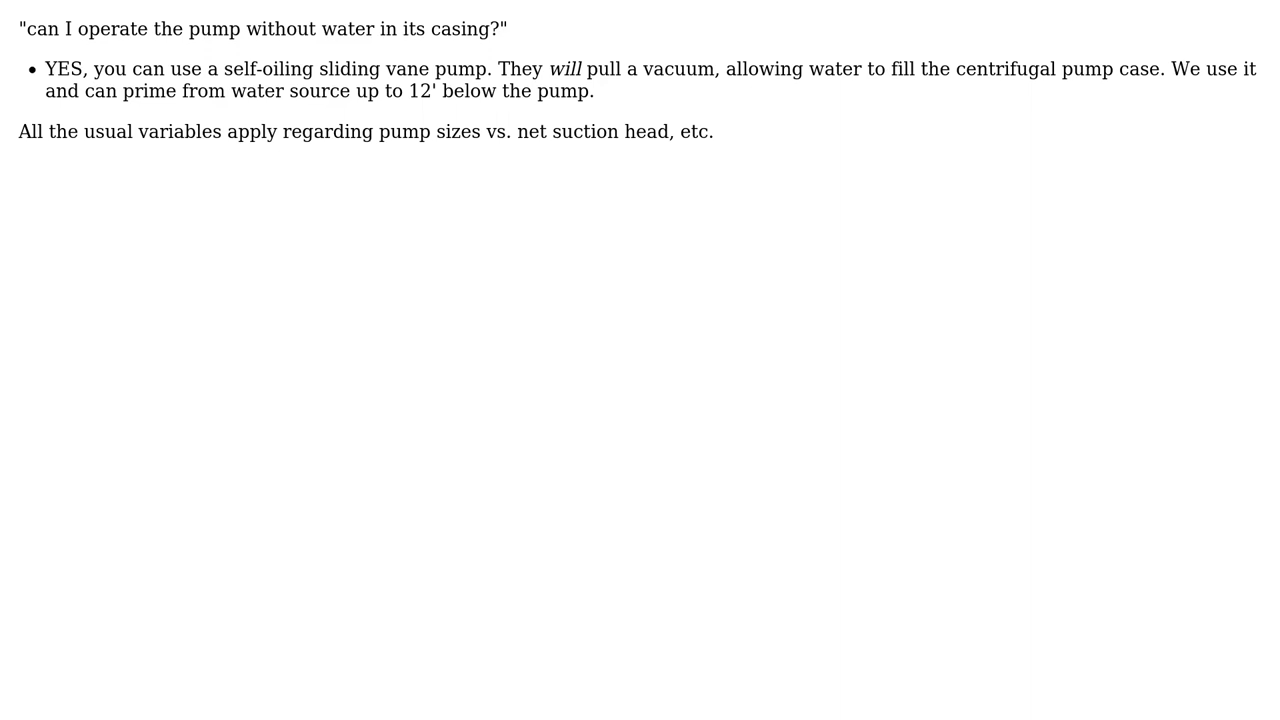 "can I operate the pump without water in its casing?"
• YES, you can use a self-oiling sliding vane pump. They will pull a vacuum, allowing water to fill the centrifugal pump case. We use it
and can prime from water source up to 12' below the pump.
All the usual variables apply regarding pump sizes vs. net suction head, etc.